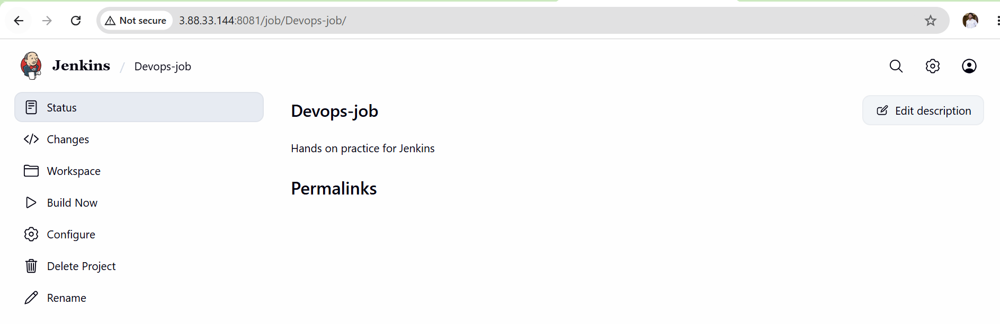 Not secure 3.88.33.144:8081/job/Devops-job/
Jenkins / Devops-job
Status
Changes
Workspace
Build Now
Configure
Delete Project
Rename
Devops-job
Edit description
Hands on practice for Jenkins
Permalinks